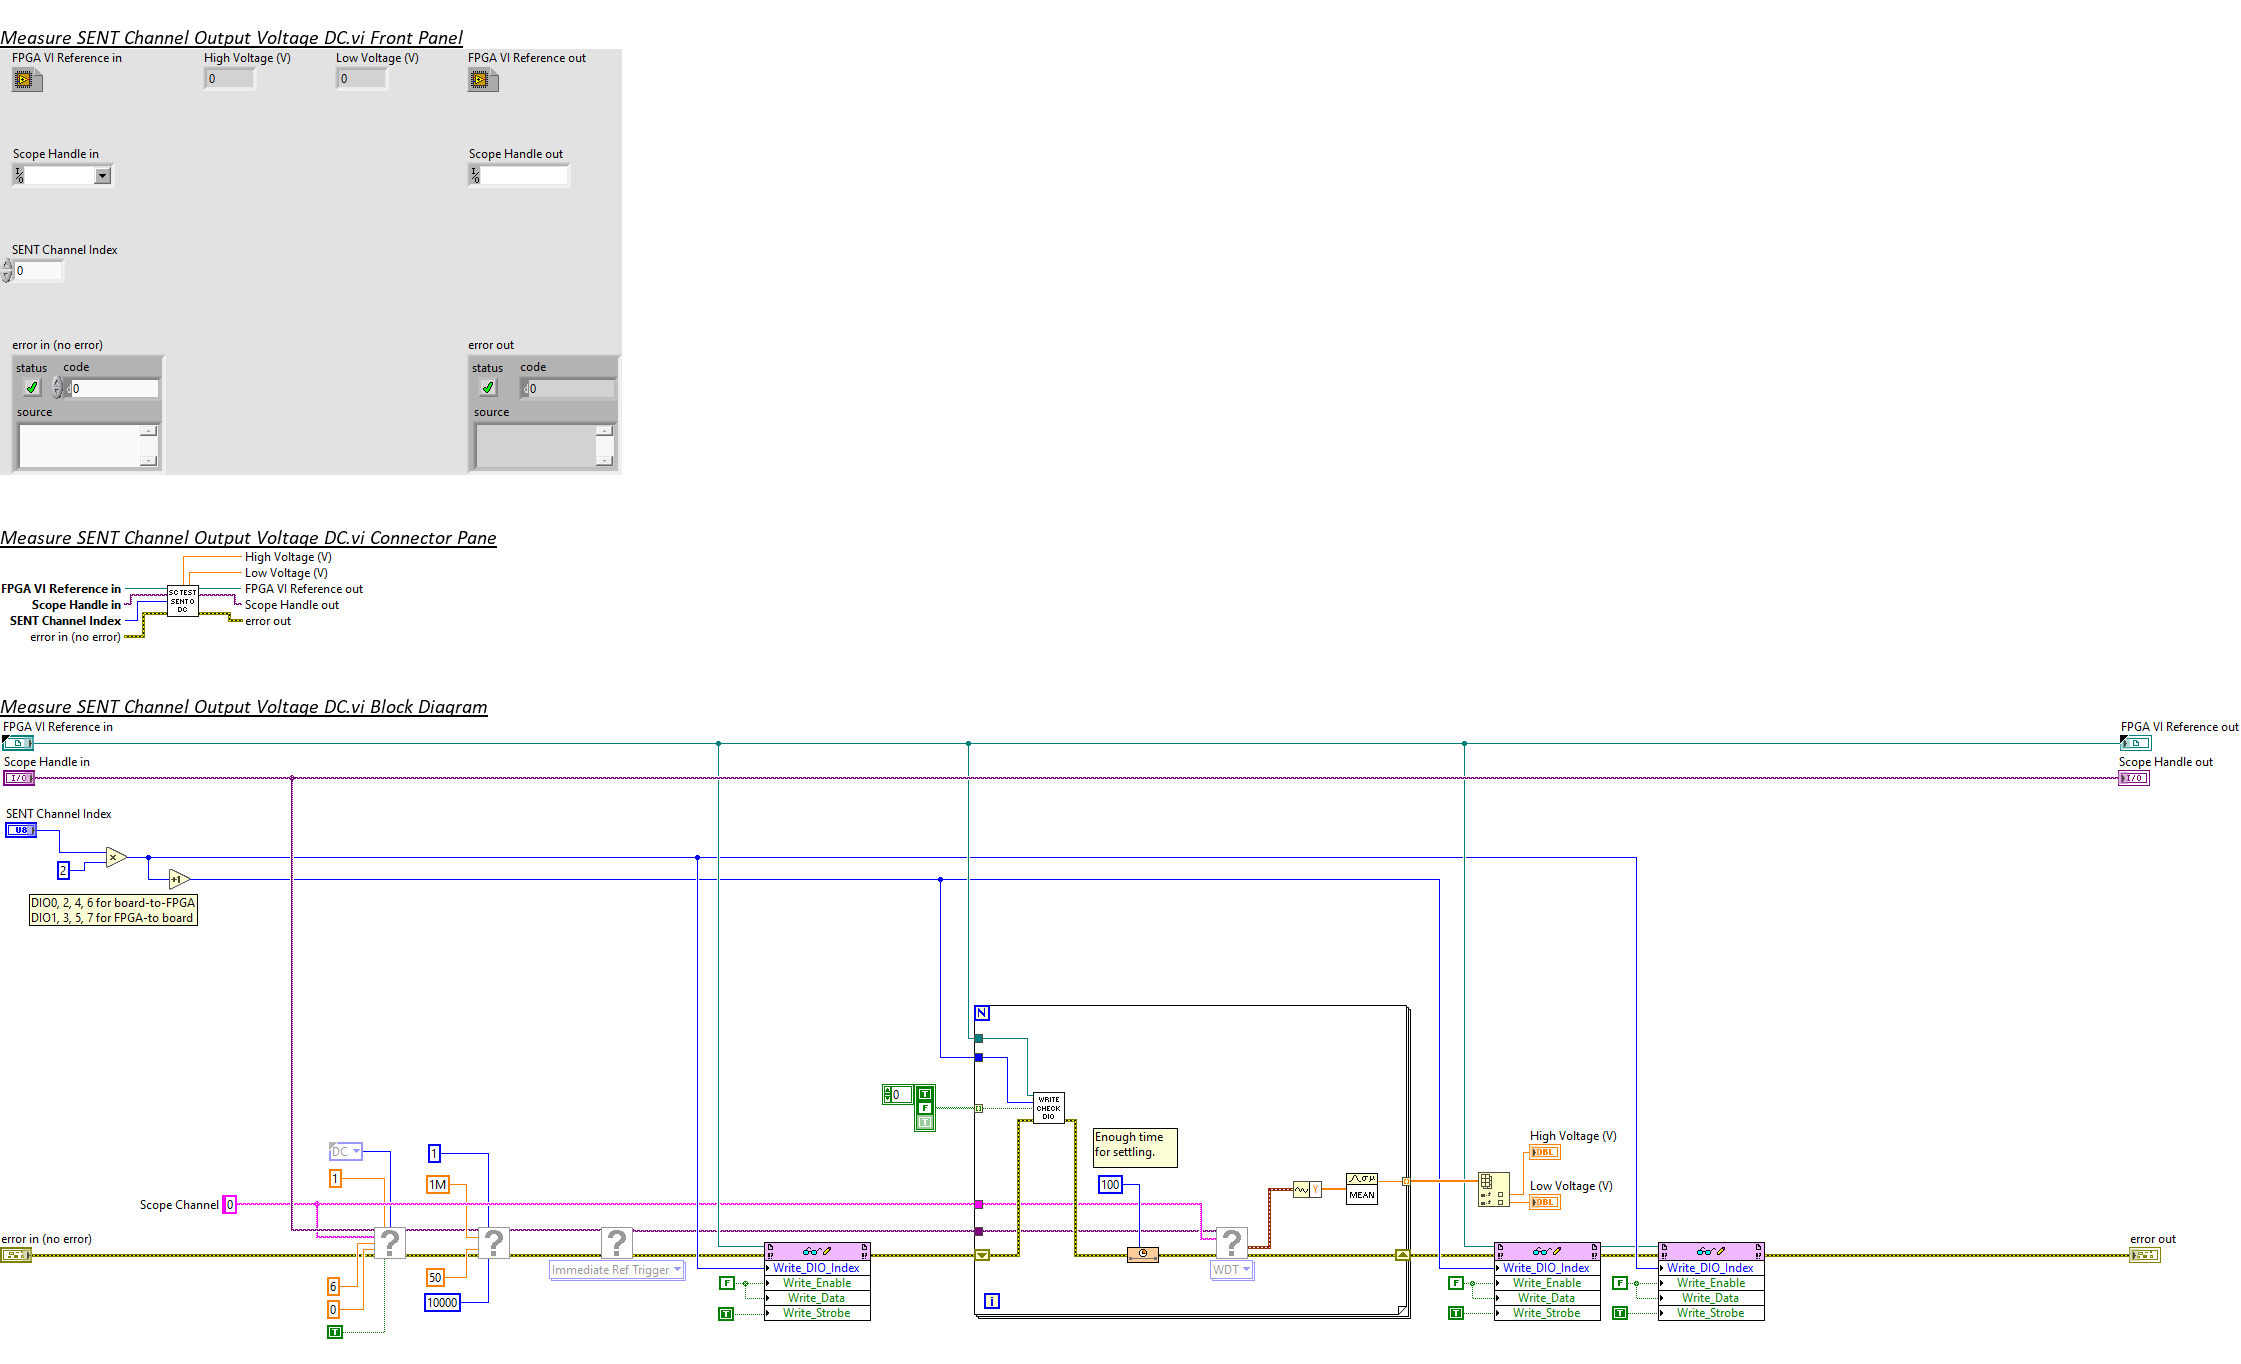 Measure SENT Channel Output Voltage DC.vi Front Panel
FPGA VI Reference in
High Voltage (V)
Low Voltage (V)
FPGA VI Reference out
0
0
Scope Handle in
Scope Handle out
I/O
I/O
SENT Channel Index
0
error in (no error)
error out
status
code
status
code
d0
d0
source
source
Measure SENT Channel Output Voltage DC.vi Connector Pane
High Voltage (V)
Low Voltage (V)
FPGA VI Reference in
FPGA VI Reference out
Scope Handle in
Scope Handle out
SENT Channel Index
error out
error in (no error)
SC TEST
SENT O
DC
Measure SENT Channel Output Voltage DC.vi Block Diagram
FPGA VI Reference in
FPGA VI Reference out
Scope Handle in
Scope Handle out
I/O
I/O
SENT Channel Index
U8
2
x
+1
DIO0, 2, 4, 6 for board-to-FPGA
DIO1, 3, 5, 7 for FPGA-to board
N
0
T
F
T
WRITE
CHECK
DIO
Enough time
for settling.
100
DC
1
1
1M
Scope Channel
0
?
?
?
?
Y
σμ
MEAN
High Voltage (V)
DBL
Low Voltage (V)
DBL
error in (no error)
error out
6
0
T
50
10000
Immediate Ref Trigger
WDT
i
Write_DIO_Index
F
Write_Enable
Write_Data
T
Write_Strobe
Write_DIO_Index
F
Write_Enable
Write_Data
T
Write_Strobe
Write_DIO_Index
F
Write_Enable
Write_Data
T
Write_Strobe